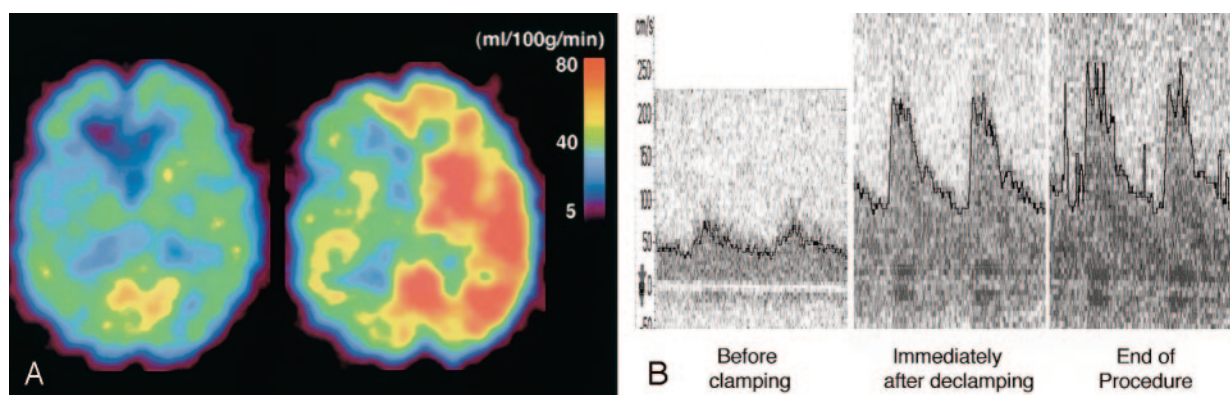 (ml/100g/min)
80
40
5
A
cm/s
250
200
150
100
50
0
-50
B
Before
clamping
Immediately
after declamping
End of
Procedure